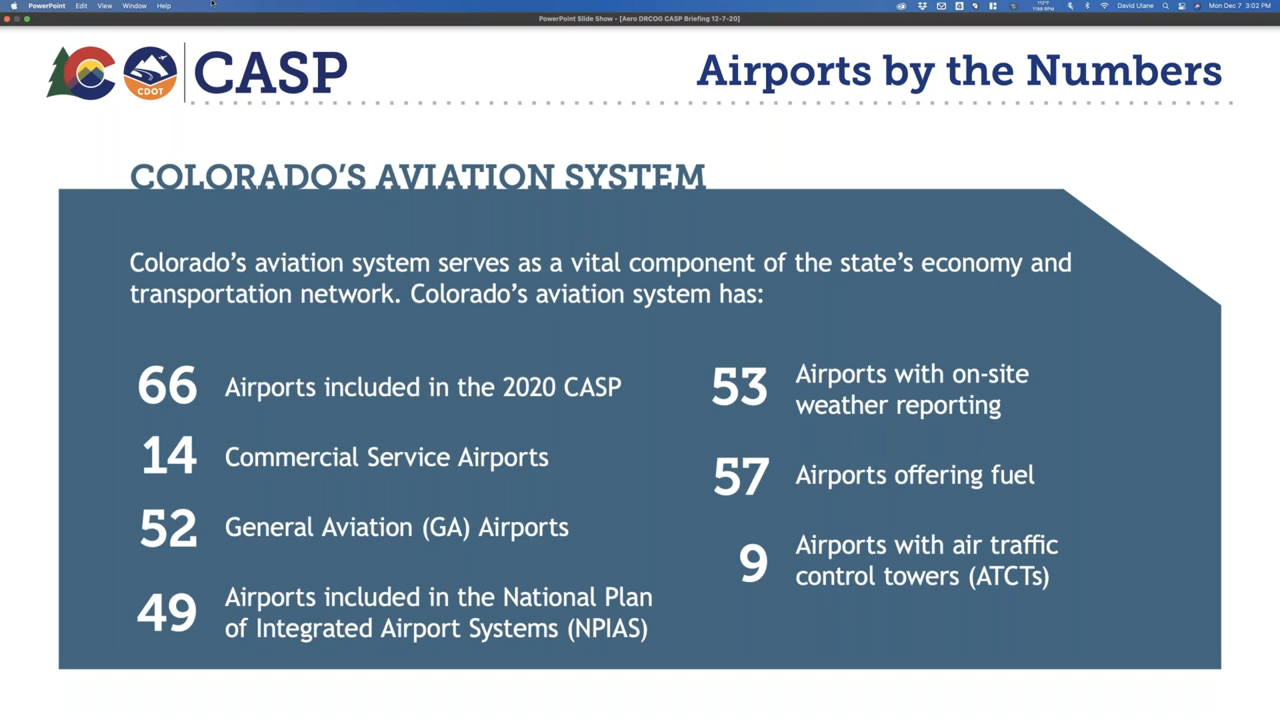 PowerPoint Edit View Window Help
David Ulane
Mon Dec 7 3:02 PM
PowerPoint Slide Show - [Aero DRCOG CASP Briefing 12-7-20]
CDOT
CASP
Airports by the Numbers
COLORADO'S AVIATION SYSTEM
Colorado's aviation system serves as a vital component of the state's economy and
transportation network. Colorado's aviation system has:
66 Airports included in the 2020 CASP
14 Commercial Service Airports
52 General Aviation (GA) Airports
49 Airports included in the National Plan
of Integrated Airport Systems (NPIAS)
53 Airports with on-site
weather reporting
57 Airports offering fuel
9 Airports with air traffic
control towers (ATCTs)